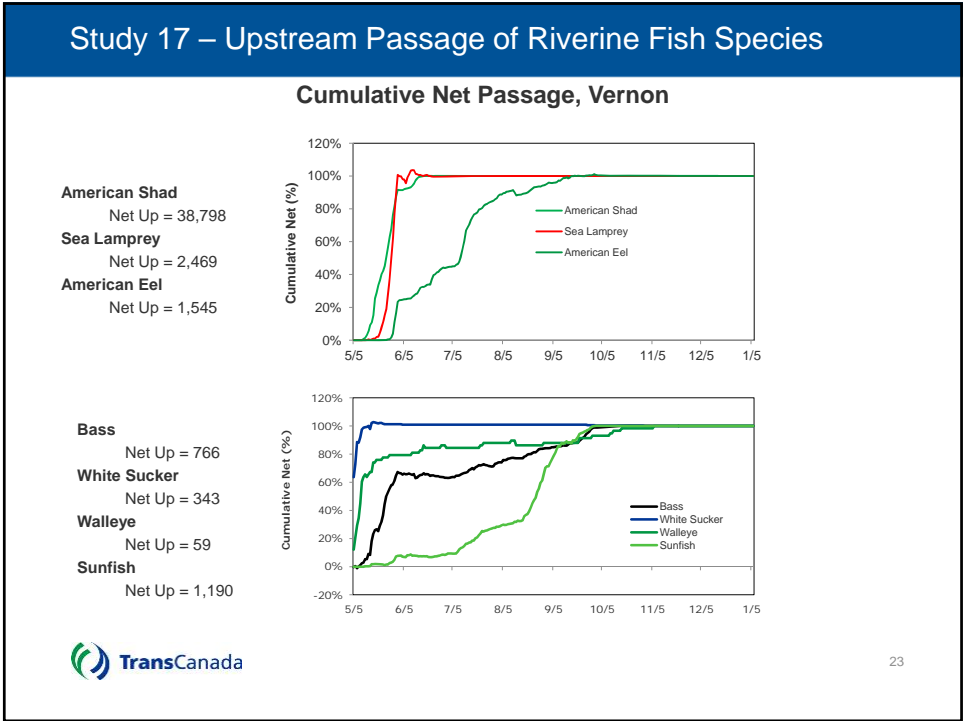 Study 17 – Upstream Passage of Riverine Fish Species
Cumulative Net Passage, Vernon
American Shad
Net Up = 38,798
Sea Lamprey
Net Up = 2,469
American Eel
Net Up = 1,545
Cumulative Net (%)
120%
100%
80%
60%
40%
20%
0%
5/5 6/5 7/5 8/5 9/5 10/5 11/5 12/5 1/5
American Shad
Sea Lamprey
American Eel
Bass
Net Up = 766
White Sucker
Net Up = 343
Walleye
Net Up = 59
Sunfish
Net Up = 1,190
Cumulative Net (%)
120%
100%
80%
60%
40%
20%
0%
-20%
5/5 6/5 7/5 8/5 9/5 10/5 11/5 12/5 1/5
Bass
White Sucker
Walleye
Sunfish
TransCanada
23